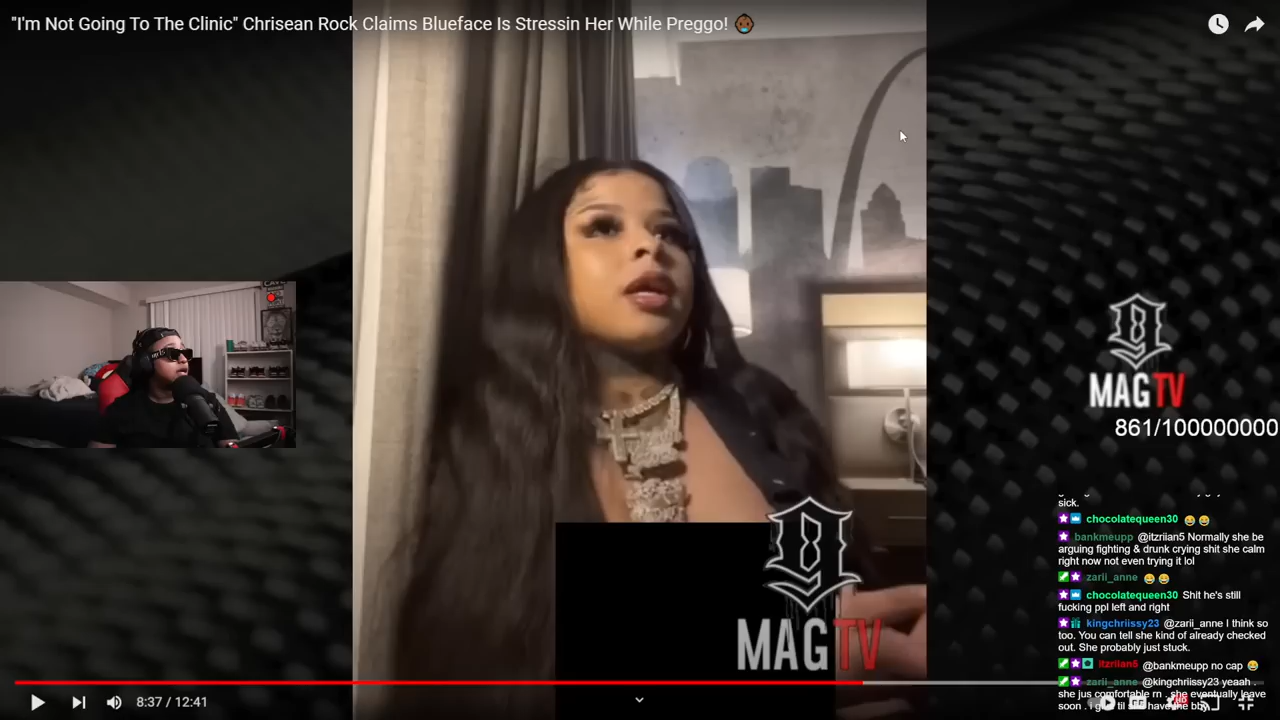 "I'm Not Going To The Clinic" Chrisean Rock Claims Blueface Is Stressin Her While Preggo!
MAGTV
861/100000000
sick.
chocolatequeen30
bankmeupp @itzriian5 Normally she be
arguing fighting & drunk crying shit she calm
right now not even trying it lol
zarii_anne
chocolatequeen30 Shit he's still
fucking ppl left and right
kingchriissy23 @zarii_anne I think so
too. You can tell she kind of already checked
out. She probably just stuck.
itzriian5 @bankmeupp no cap
zarii_anne @kingchriissy23 yeaah .
she jus comfortable rn . she eventually leave
soon .
MAGTV
8:37 / 12:41
HD